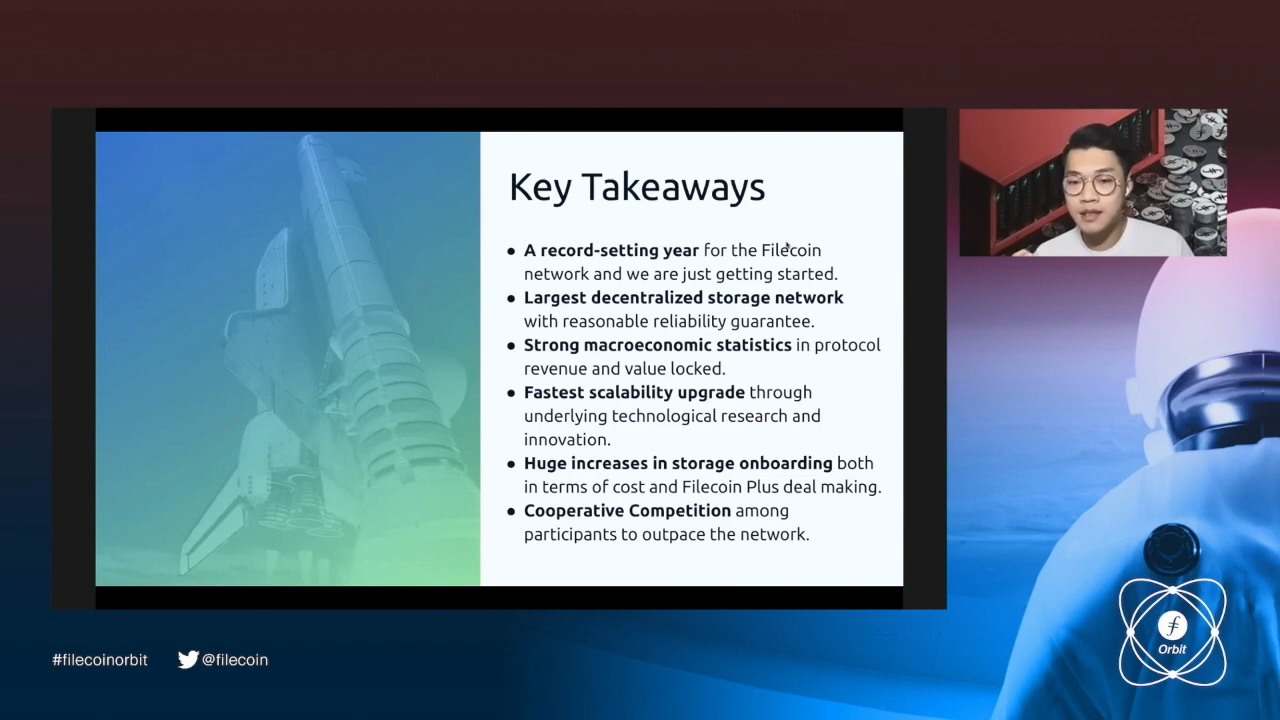 Key Takeaways
● A record-setting year for the Filecoin
network and we are just getting started.
● Largest decentralized storage network
with reasonable reliability guarantee.
● Strong macroeconomic statistics in protocol
revenue and value locked.
● Fastest scalability upgrade through
underlying technological research and
innovation.
● Huge increases in storage onboarding both
in terms of cost and Filecoin Plus deal making.
● Cooperative Competition among
participants to outpace the network.
#filecoinorbit
@filecoin
Orbit